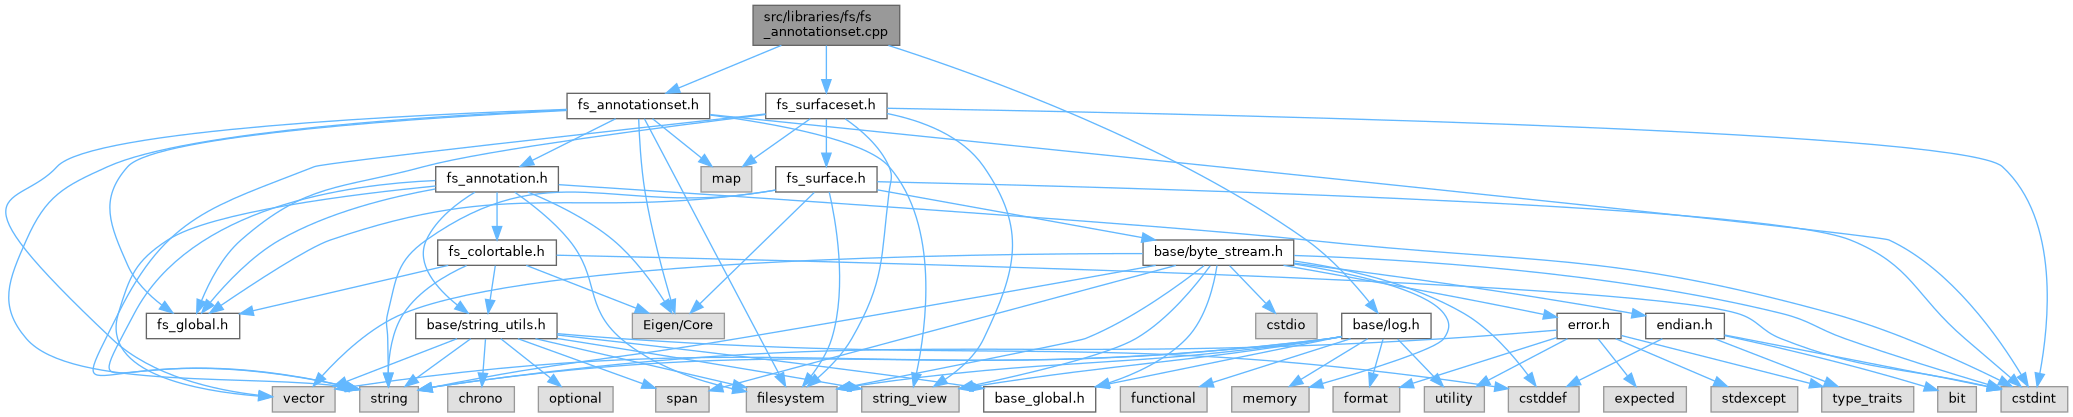 src/libraries/fs/fs
_annotationset.cpp
fs_annotationset.h
fs_surfaceset.h
fs_annotation.h
map
fs_surface.h
fs_colortable.h
base/byte_stream.h
fs_global.h
base/string_utils.h
Eigen/Core
cstdio
base/log.h
error.h
endian.h
vector
string
chrono
optional
span
filesystem
string_view
base_global.h
functional
memory
format
utility
cstddef
expected
stdexcept
type_traits
bit
cstdint